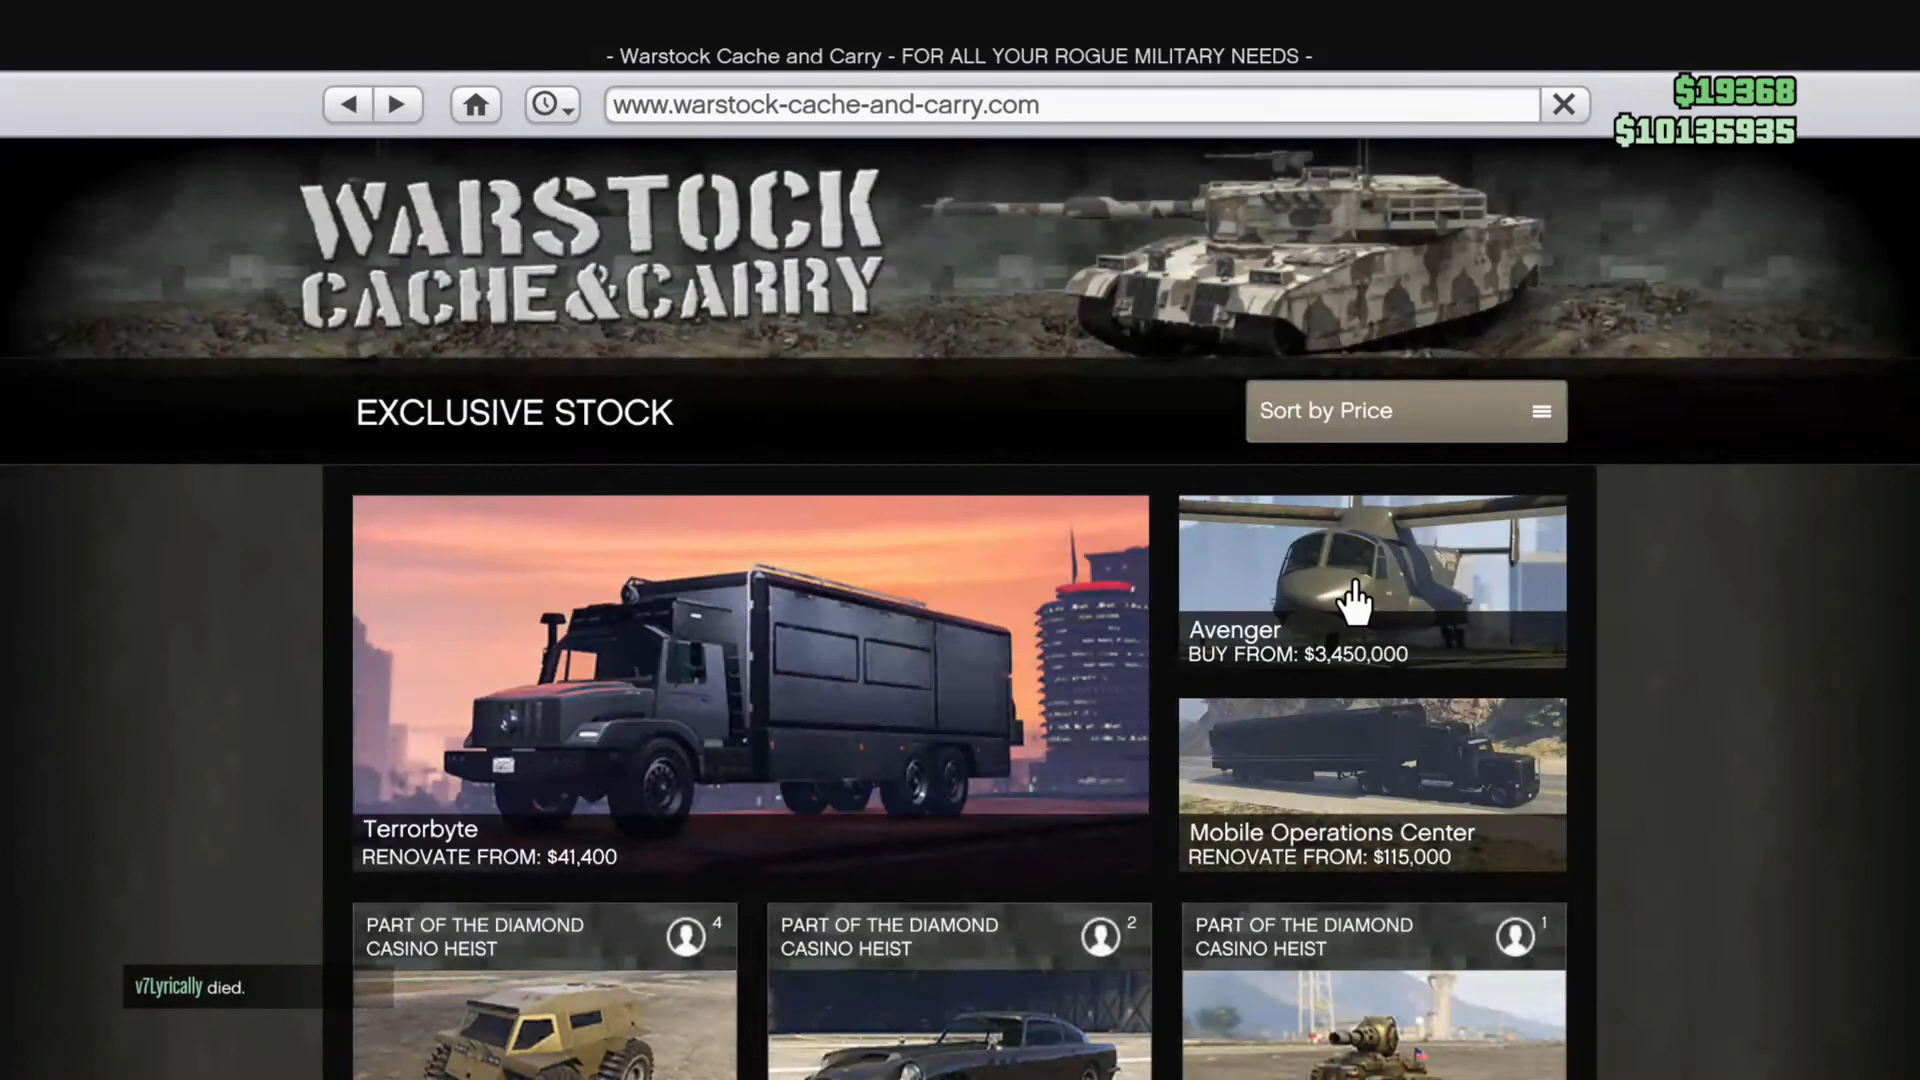 - Warstock Cache and Carry - FOR ALL YOUR ROGUE MILITARY NEEDS -
www.warstock-cache-and-carry.com
$19368
$10135935
WARSTOCK
CACHE&CARRY
EXCLUSIVE STOCK
Sort by Price
Terrorbyte
RENOVATE FROM: $41,400
Avenger
BUY FROM: $3,450,000
Mobile Operations Center
RENOVATE FROM: $115,000
PART OF THE DIAMOND
CASINO HEIST
4
PART OF THE DIAMOND
CASINO HEIST
2
PART OF THE DIAMOND
CASINO HEIST
1
v7Lyrically died.